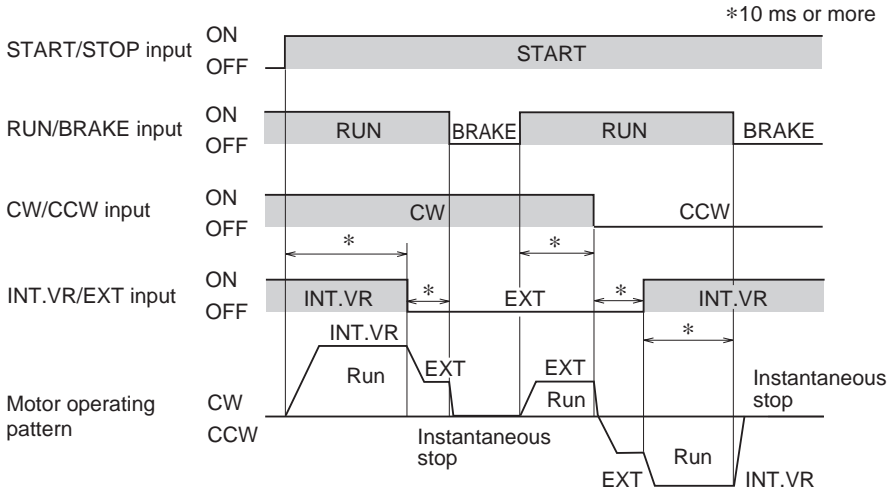 *10 ms or more
START/STOP input
ON
OFF
START
RUN/BRAKE input
ON
OFF
RUN
BRAKE
RUN
BRAKE
CW/CCW input
ON
OFF
CW
CCW
*
*
INT.VR/EXT input
ON
OFF
INT.VR
*
EXT
*
INT.VR
*
Motor operating
pattern
CW
CCW
INT.VR
Run
EXT
Instantaneous
stop
EXT
Run
EXT
Run
INT.VR
Instantaneous
stop